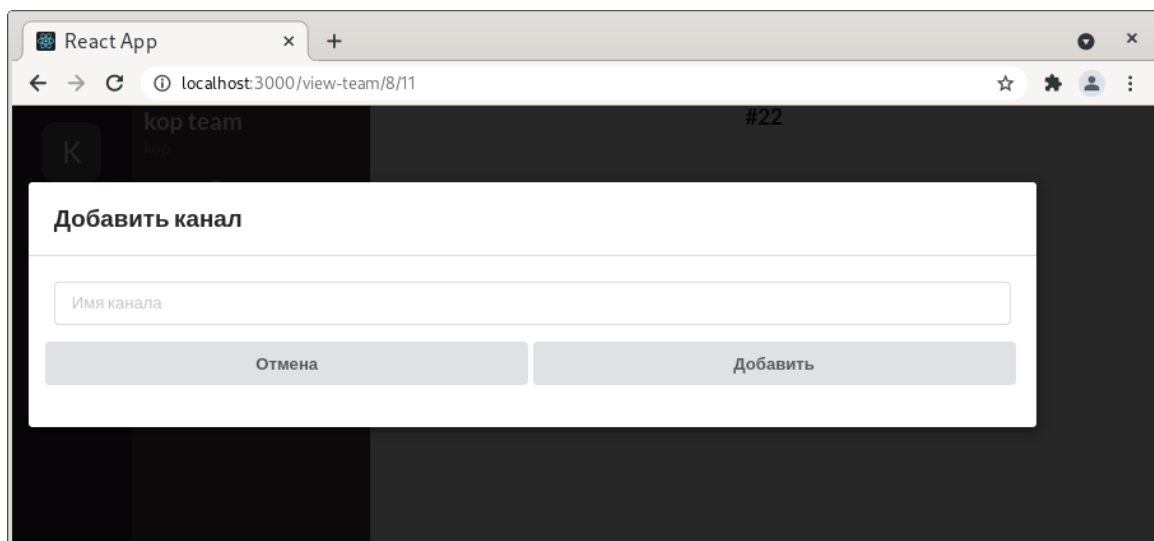 React App
localhost:3000/view-team/8/11
kop team
#22
K
kop
Добавить канал
Имя канала
Отмена
Добавить